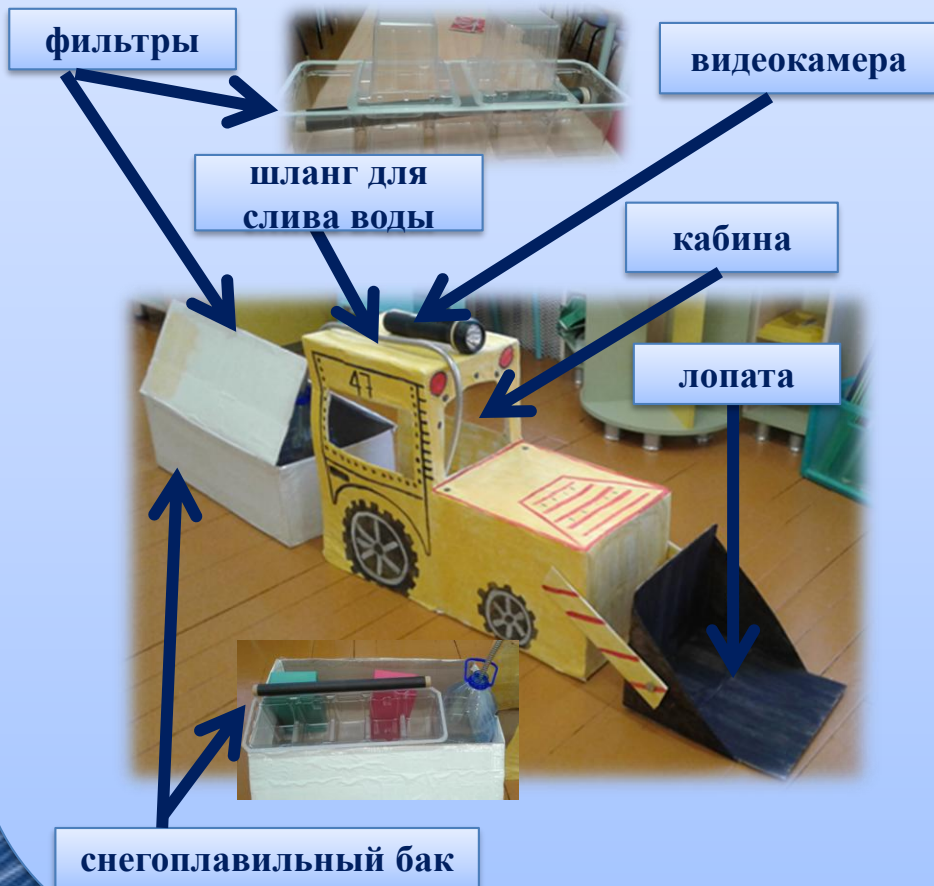 фильтры
видеокамера
шланг для
слива воды
кабина
лопата
47
снегоплавильный бак